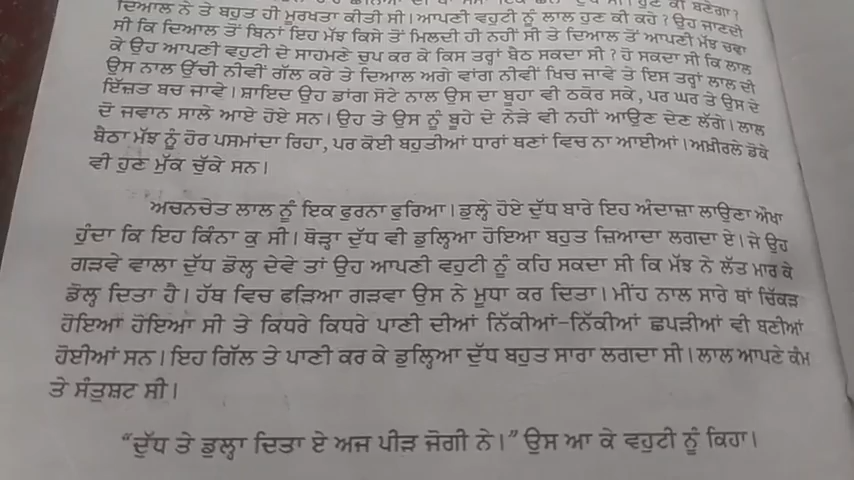 ਦਿਆਲ ਨੇ ਤੇ ਬਹੁਤ ਹੀ ਮੂਰਖਤਾ ਕੀਤੀ ਸੀ। ਆਪਣੀ ਵਹੁਟੀ ਨੂੰ ਲਾਲ ਹੁਣ ਕੀ ਕਹੇ? ਉਹ ਜਾਣਦੀ
ਸੀ ਕਿ ਦਿਆਲ ਤੋਂ ਬਿਨਾਂ ਇਹ ਮੱਝ ਕਿਸੇ ਤੋਂ ਮਿਲਦੀ ਹੀ ਨਹੀਂ ਸੀ ਤੇ ਦਿਆਲ ਤੋਂ ਆਪਣੀ ਮੱਝ ਚਵਾ
ਕੇ ਉਹ ਆਪਣੀ ਵਹੁਟੀ ਦੇ ਸਾਹਮਣੇ ਚੁਪ ਕਰ ਕੇ ਕਿਸ ਤਰ੍ਹਾਂ ਬੈਠ ਸਕਦਾ ਸੀ? ਹੋ ਸਕਦਾ ਸੀ ਕਿ ਲਾਲ
ਉਸ ਨਾਲ ਉੱਚੀ ਨੀਵੀਂ ਗੱਲ ਕਰੇ ਤੇ ਦਿਆਲ ਅਗੇ ਵਾਂਗ ਨੀਵੀਂ ਖਿਚ ਜਾਵੇ ਤੇ ਇਸ ਤਰ੍ਹਾਂ ਲਾਲ ਦੀ
ਇੱਜ਼ਤ ਬਚ ਜਾਵੇ। ਸ਼ਾਇਦ ਉਹ ਡਾਂਗ ਸੋਟੇ ਨਾਲ ਉਸ ਦਾ ਬੂਹਾ ਵੀ ਠਕੋਰ ਸਕੇ, ਪਰ ਘਰ ਤੇ ਉਸ ਦੇ
ਦੋ ਜਵਾਨ ਸਾਲੇ ਆਏ ਹੋਏ ਸਨ। ਉਹ ਤੇ ਉਸ ਨੂੰ ਬੂਹੇ ਦੇ ਨੇੜੇ ਵੀ ਨਹੀਂ ਆਉਣ ਦੇਣ ਲੱਗੇ। ਲਾਲ
ਬੈਠਾ ਮੱਝ ਨੂੰ ਹੋਰ ਪਸਮਾਂਦਾ ਰਿਹਾ, ਪਰ ਕੋਈ ਬਹੁਤੀਆਂ ਧਾਰਾਂ ਥਣਾਂ ਵਿਚ ਨਾ ਆਈਆਂ। ਅਖ਼ੀਰਲੇ ਡੋਕੇ
ਵੀ ਹੁਣ ਮੁੱਕ ਚੁੱਕੇ ਸਨ।
ਅਚਨਚੇਤ ਲਾਲ ਨੂੰ ਇਕ ਫੁਰਨਾ ਫੁਰਿਆ। ਡੁਲ੍ਹੇ ਹੋਏ ਦੁੱਧ ਬਾਰੇ ਇਹ ਅੰਦਾਜ਼ਾ ਲਾਉਣਾ ਔਖਾ
ਹੁੰਦਾ ਕਿ ਇਹ ਕਿੰਨਾ ਕੁ ਸੀ। ਥੋੜ੍ਹਾ ਦੁੱਧ ਵੀ ਡੁਲ੍ਹਿਆ ਹੋਇਆ ਬਹੁਤ ਜ਼ਿਆਦਾ ਲਗਦਾ ਏ। ਜੇ ਉਹ
ਗੜਵੇ ਵਾਲਾ ਦੁੱਧ ਡੋਲ੍ਹ ਦੇਵੇ ਤਾਂ ਉਹ ਆਪਣੀ ਵਹੁਟੀ ਨੂੰ ਕਹਿ ਸਕਦਾ ਸੀ ਕਿ ਮੱਝ ਨੇ ਲੱਤ ਮਾਰ ਕੇ
ਡੋਲ੍ਹ ਦਿਤਾ ਹੈ। ਹੱਥ ਵਿਚ ਫੜਿਆ ਗੜਵਾ ਉਸ ਨੇ ਮੂਧਾ ਕਰ ਦਿਤਾ। ਮੀਂਹ ਨਾਲ ਸਾਰੇ ਥਾਂ ਚਿੱਕੜ
ਹੋਇਆ ਹੋਇਆ ਸੀ ਤੇ ਕਿਧਰੇ ਕਿਧਰੇ ਪਾਣੀ ਦੀਆਂ ਨਿੱਕੀਆਂ-ਨਿੱਕੀਆਂ ਛਪੜੀਆਂ ਵੀ ਬਣੀਆਂ
ਹੋਈਆਂ ਸਨ। ਇਹ ਗਿੱਲ ਤੇ ਪਾਣੀ ਕਰ ਕੇ ਡੁਲ੍ਹਿਆ ਦੁੱਧ ਬਹੁਤ ਸਾਰਾ ਲਗਦਾ ਸੀ। ਲਾਲ ਆਪਣੇ ਕੰਮ
ਤੇ ਸੰਤੁਸ਼ਟ ਸੀ।
“ਦੁੱਧ ਤੇ ਡੁਲ੍ਹਾ ਦਿਤਾ ਏ ਅਜ ਪੀੜ ਜੋਗੀ ਨੇ।” ਉਸ ਆ ਕੇ ਵਹੁਟੀ ਨੂੰ ਕਿਹਾ।